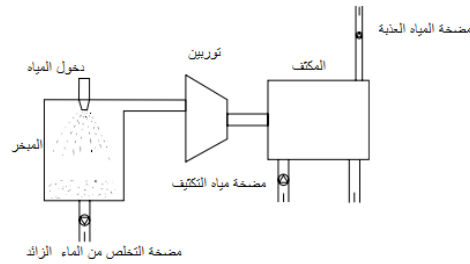 مضخة المياه العذبة
توربين
المكثف
دخول المياه
المبخر
مضخة مياه التكثيف
مضخة التخلص من الماء الزائد